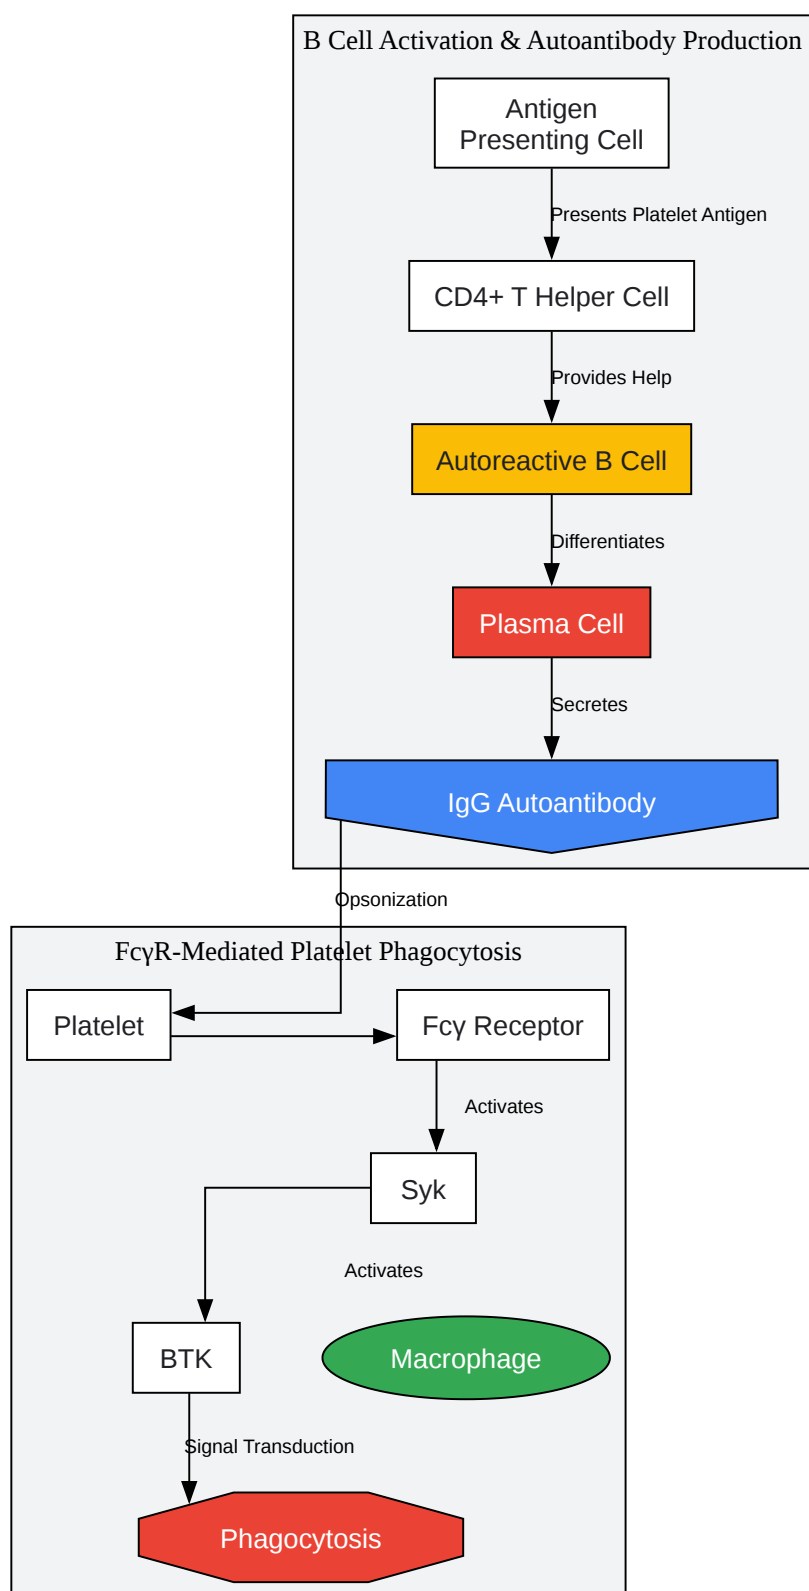 B Cell Activation & Autoantibody Production
Antigen
Presenting Cell
Presents Platelet Antigen
CD4+ T Helper Cell
Provides Help
Autoreactive B Cell
Differentiates
Plasma Cell
Secretes
IgG Autoantibody
Opsonization
FcγR-Mediated Platelet Phagocytosis
Platelet
Fcγ Receptor
Activates
Syk
Activates
BTK
Macrophage
Signal Transduction
Phagocytosis